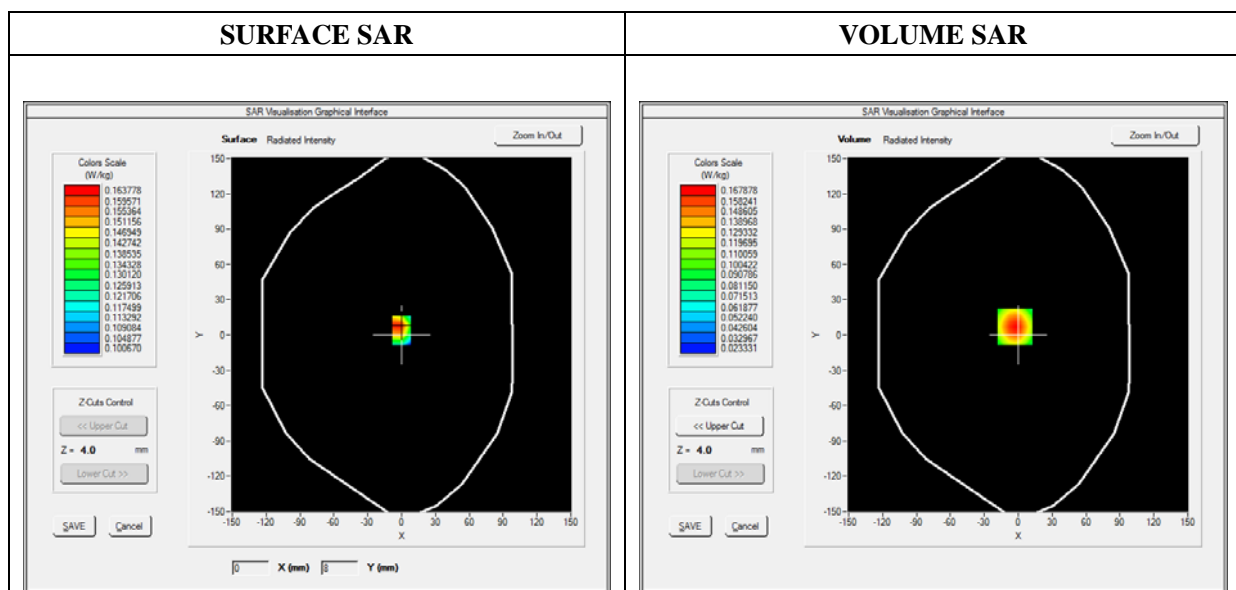 SURFACE SAR
VOLUME SAR
SAR Visualisation Graphical Interface
Surface Radiated Intensity
Zoom In/Out
Colors Scale
(W/kg)
0.163778
0.159571
0.155364
0.151156
0.146949
0.142742
0.138535
0.134328
0.130120
0.125913
0.121706
0.117499
0.113292
0.109084
0.104877
0.100670
Z-Cuts Control
<< Upper Cut
Z = 4.0 mm
Lower Cut >>
SAVE Cancel
150
120
90
60
30
0
-30
-60
-90
-120
-150
Y
-150 -120 -90 -60 -30 0 30 60 90 120 150
X
0 X (mm) 8 Y (mm)
SAR Visualisation Graphical Interface
Volume Radiated Intensity
Zoom In/Out
Colors Scale
(W/kg)
0.167878
0.158241
0.148605
0.138968
0.129332
0.119695
0.110059
0.100422
0.090786
0.081150
0.071513
0.061877
0.052240
0.042604
0.032967
0.023331
Z-Cuts Control
<< Upper Cut
Z = 4.0 mm
Lower Cut >>
SAVE Cancel
150
120
90
60
30
0
-30
-60
-90
-120
-150
Y
-150 -120 -90 -60 -30 0 30 60 90 120 150
X